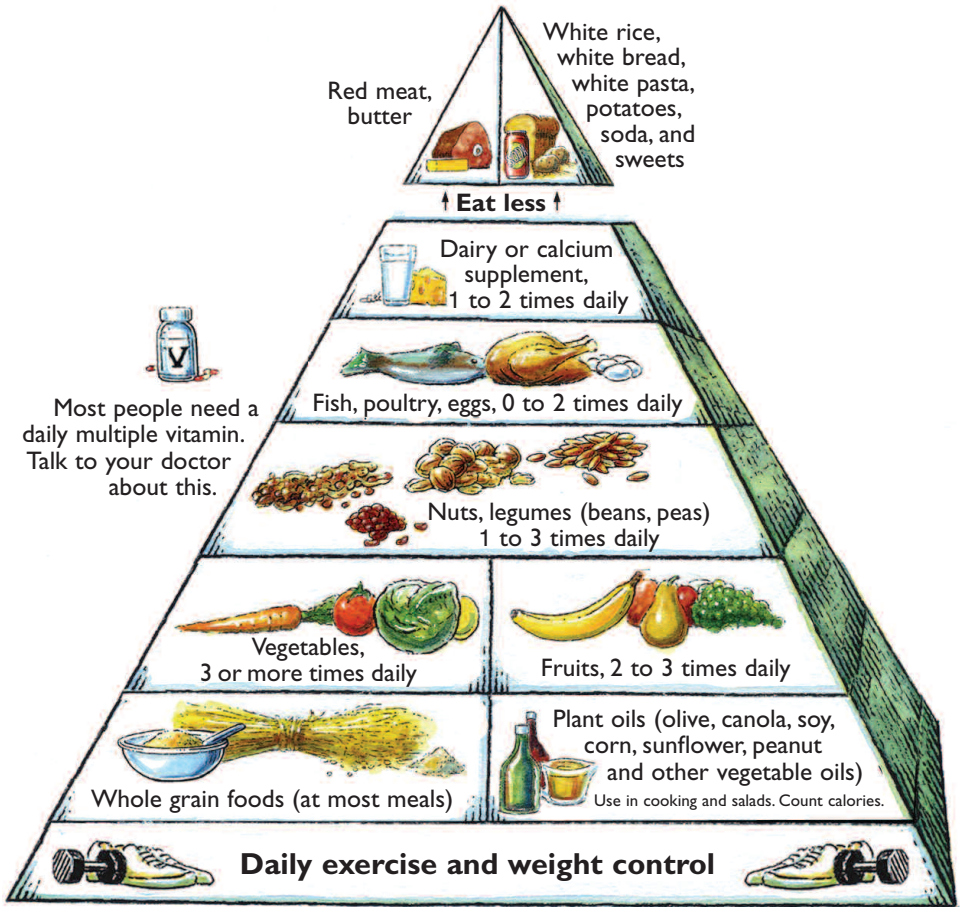 White rice,
white bread,
white pasta,
potatoes,
soda, and
sweets
Red meat,
butter
SODA
Eat less
Dairy or calcium
supplement,
1 to 2 times daily
Fish, poultry, eggs, 0 to 2 times daily
V
Most people need a
daily multiple vitamin.
Talk to your doctor
about this.
Nuts, legumes (beans, peas)
1 to 3 times daily
Vegetables,
3 or more times daily
Fruits, 2 to 3 times daily
Whole grain foods (at most meals)
Plant oils (olive, canola, soy,
corn, sunflower, peanut
and other vegetable oils)
Use in cooking and salads. Count calories.
Daily exercise and weight control